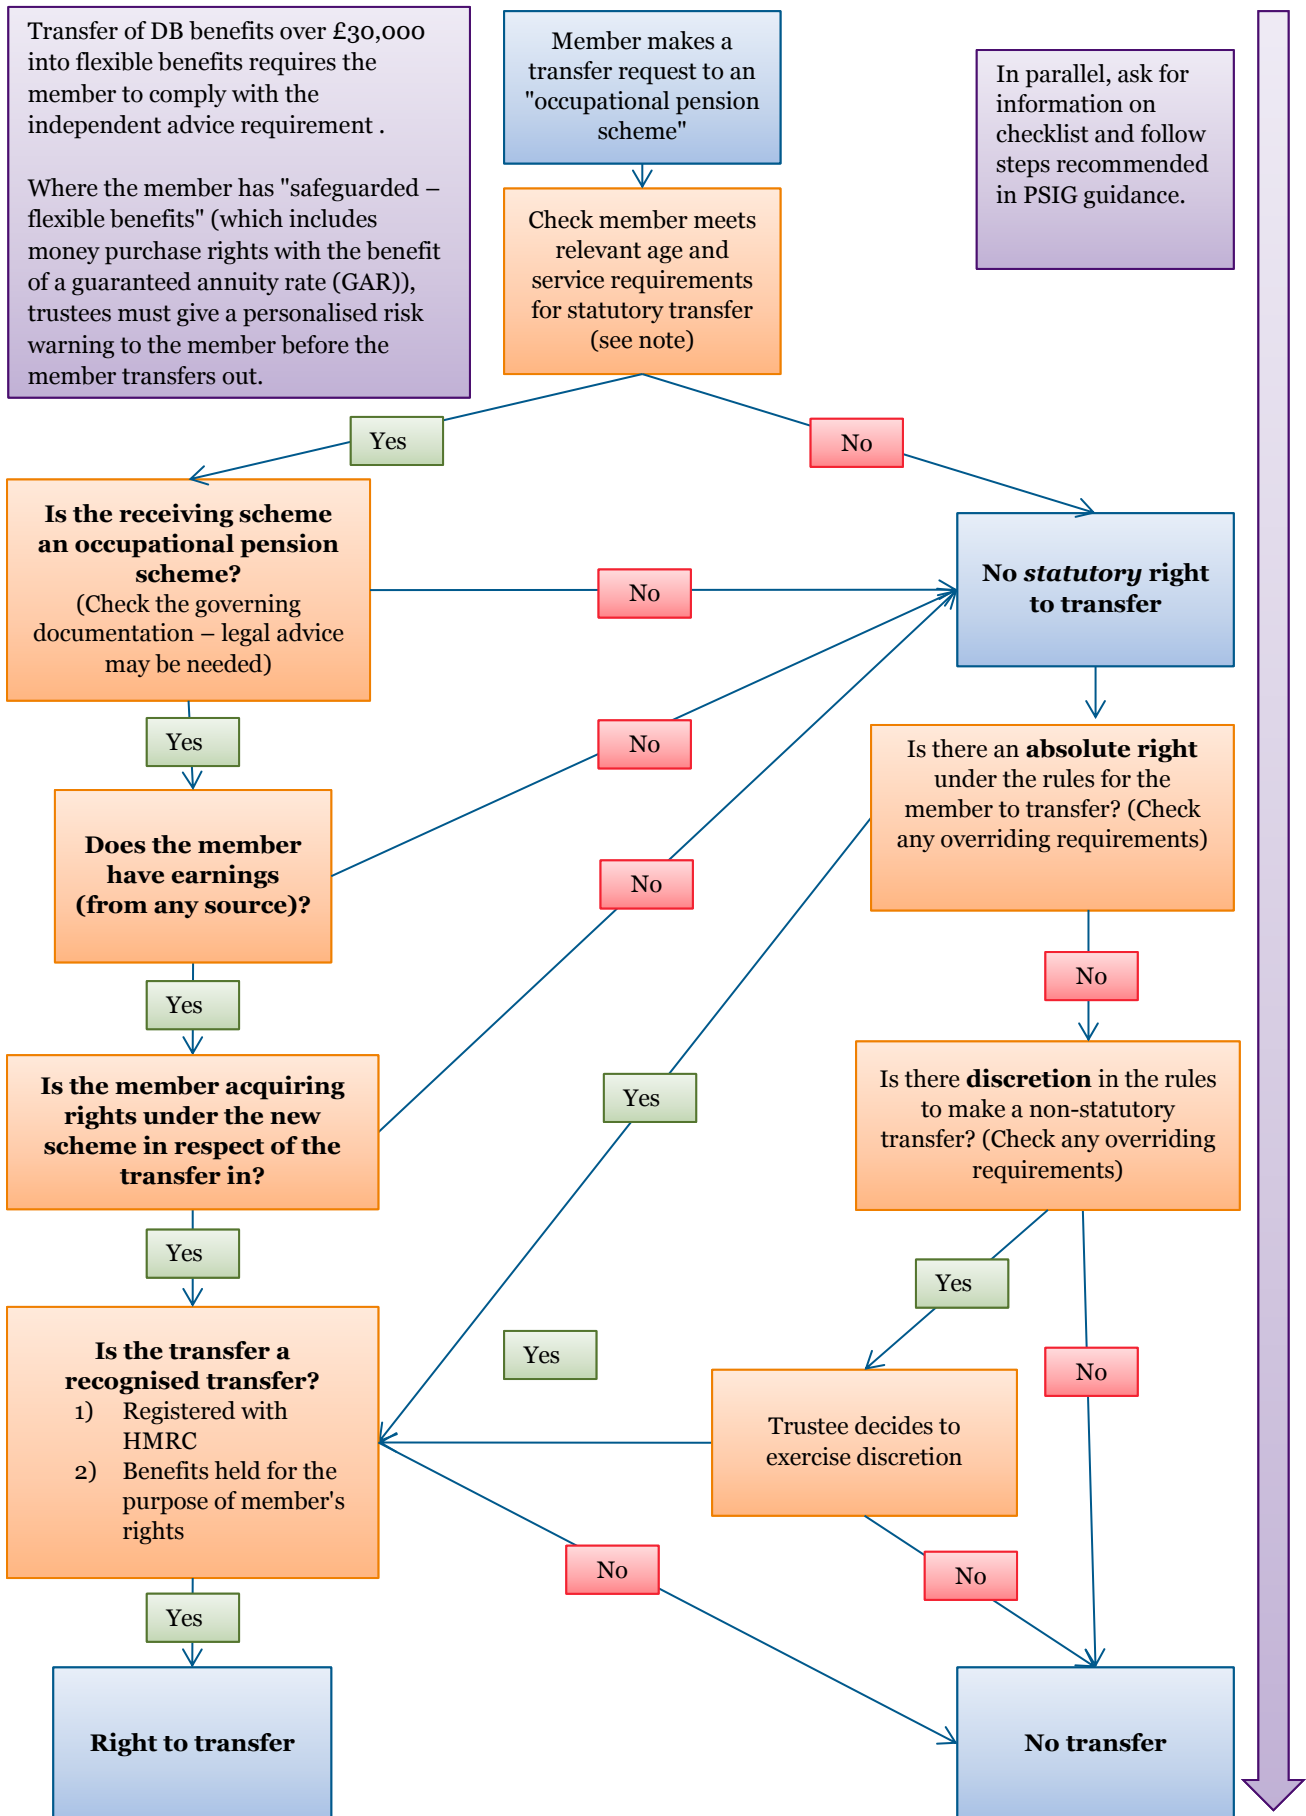 Transfer of DB benefits over £30,000
into flexible benefits requires the
member to comply with the
independent advice requirement .
Where the member has "safeguarded –
flexible benefits" (which includes
money purchase rights with the benefit
of a guaranteed annuity rate (GAR)),
trustees must give a personalised risk
warning to the member before the
member transfers out.
Member makes a
transfer request to an
"occupational pension
scheme"
In parallel, ask for
information on
checklist and follow
steps recommended
in PSIG guidance.
Check member meets
relevant age and
service requirements
for statutory transfer
(see note)
Yes
No
Is the receiving scheme
an occupational pension
scheme?
(Check the governing
documentation – legal advice
may be needed)
No
No statutory right
to transfer
Yes
No
Is there an absolute right
under the rules for the
member to transfer? (Check
any overriding requirements)
Does the member
have earnings
(from any source)?
No
No
Yes
Is the member acquiring
rights under the new
scheme in respect of the
transfer in?
Yes
Is there discretion in the rules
to make a non-statutory
transfer? (Check any overriding
requirements)
Yes
Yes
No
Yes
Is the transfer a
recognised transfer?
1) Registered with
HMRC
2) Benefits held for the
purpose of member's
rights
Trustee decides to
exercise discretion
No
No
Yes
Right to transfer
No transfer